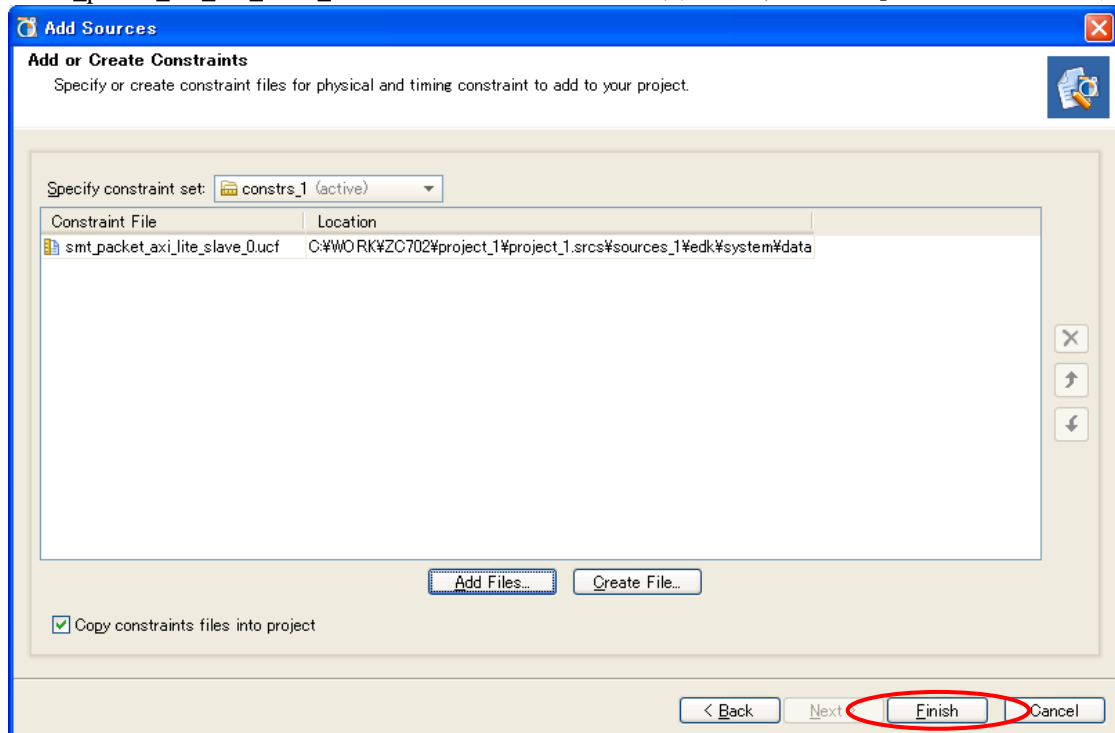 Add Sources
Add or Create Constraints
Specify or create constraint files for physical and timing constraint to add to your project.
Specify constraint set: constrs_1 (active)
Constraint File Location
smt_packet_axi_lite_slave_0.ucf C:¥WORK¥ZC702¥project_1¥project_1.srcs¥sources_1¥edk¥system¥data
Add Files... Create File...
Copy constraints files into project
< Back Next > Finish Cancel